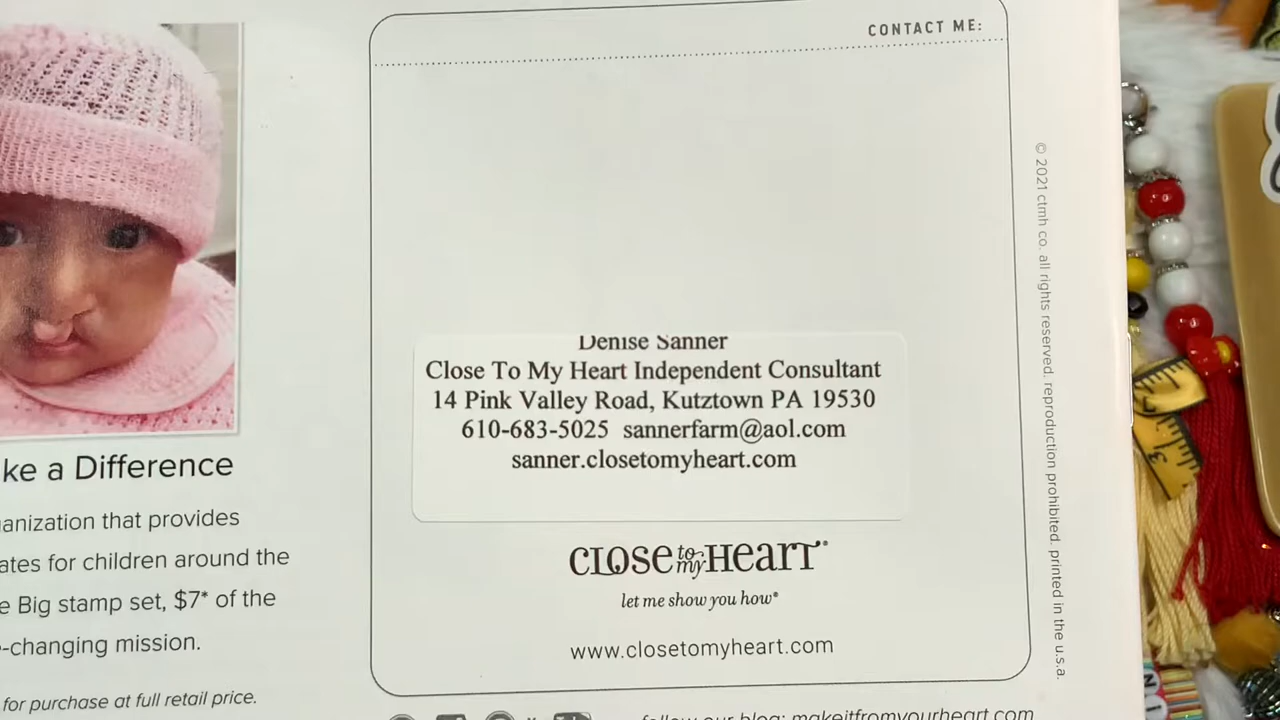 CONTACT ME:
Denise Sanner
Close To My Heart Independent Consultant
14 Pink Valley Road, Kutztown PA 19530
610-683-5025 sannerfarm@aol.com
sanner.closetomyheart.com
CLOSE to my HEART®
let me show you how®
www.closetomyheart.com
follow our blog: makeitfromyourheart.com
© 2021 ctmh co. all rights reserved. reproduction prohibited. printed in the u.s.a.
ke a Difference
anization that provides
ates for children around the
e Big stamp set, $7* of the
-changing mission.
for purchase at full retail price.